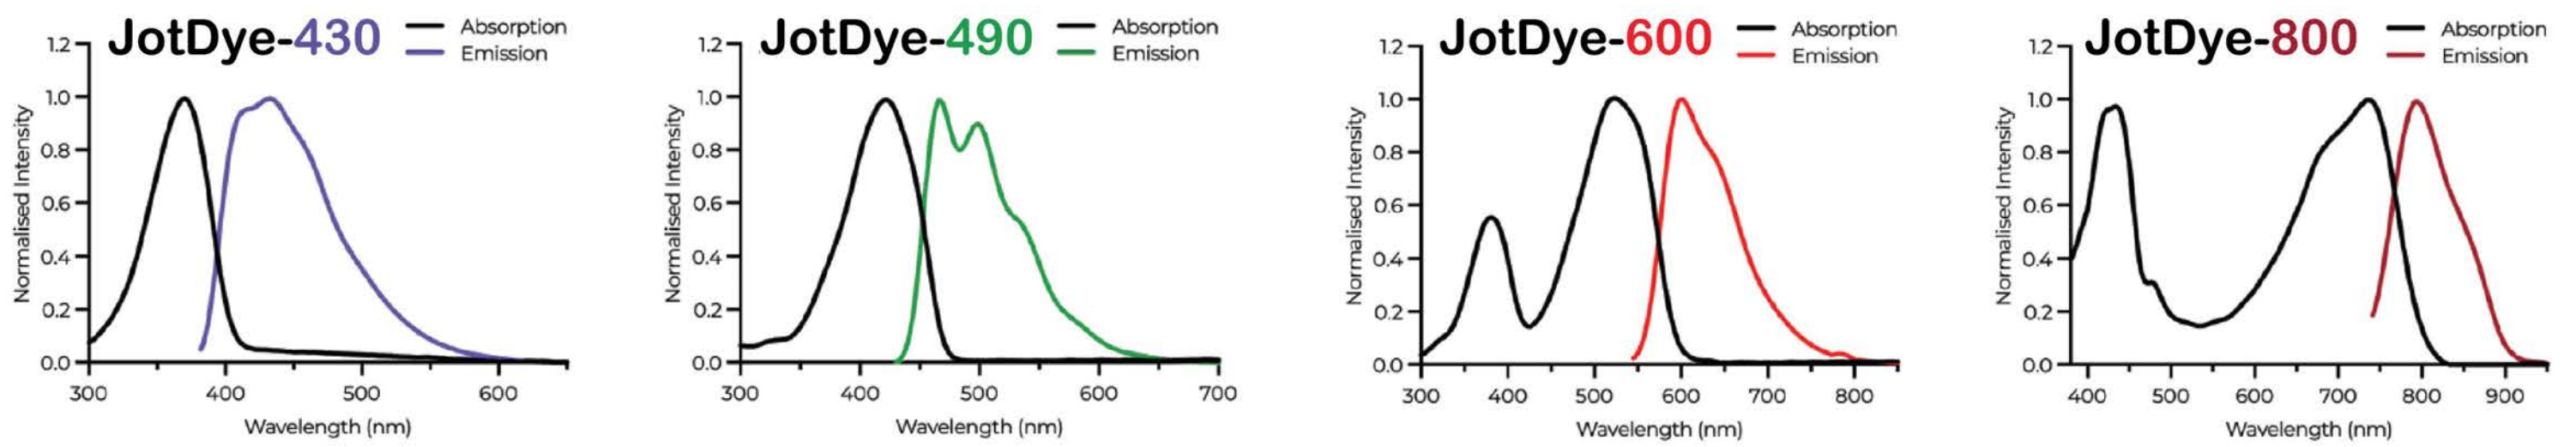 JotDye-430
Absorption
Emission
1.2
1.0
0.8
0.6
0.4
0.2
0.0
Normalised Intensity
300 400 500 600
Wavelength (nm)
JotDye-490
Absorption
Emission
1.2
1.0
0.8
0.6
0.4
0.2
0.0
Normalised Intensity
300 400 500 600 700
Wavelength (nm)
JotDye-600
Absorption
Emission
1.2
1.0
0.8
0.6
0.4
0.2
0.0
Normalised Intensity
300 400 500 600 700 800
Wavelength (nm)
JotDye-800
Absorption
Emission
1.2
1.0
0.8
0.6
0.4
0.2
0.0
Normalised Intensity
400 500 600 700 800 900
Wavelength (nm)